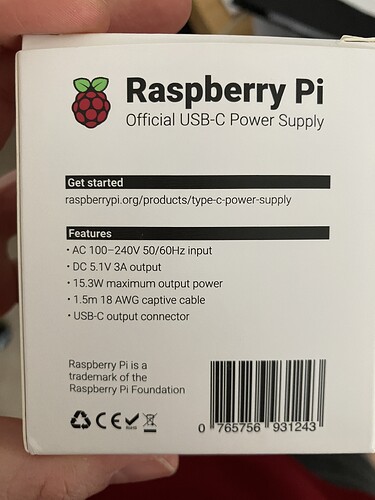 Raspberry Pi
Official USB-C Power Supply
Get started
raspberrypi.org/products/type-c-power-supply
Features
· AC 100–240V 50/60Hz input
· DC 5.1V 3A output
· 15.3W maximum output power
· 1.5m 18 AWG captive cable
· USB-C output connector
Raspberry Pi is a
trademark of the
Raspberry Pi Foundation
CE
0 765756 931243